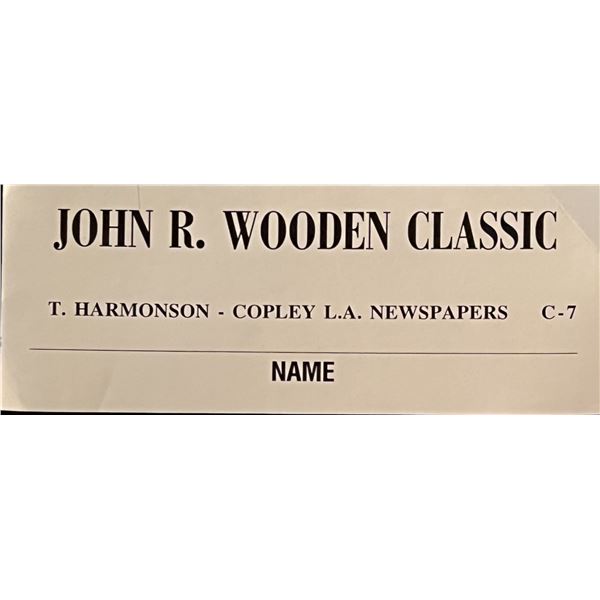 JOHN R. WOODEN CLASSIC
T. HARMONSON - COPLEY L.A. NEWSPAPERS C-7
NAME